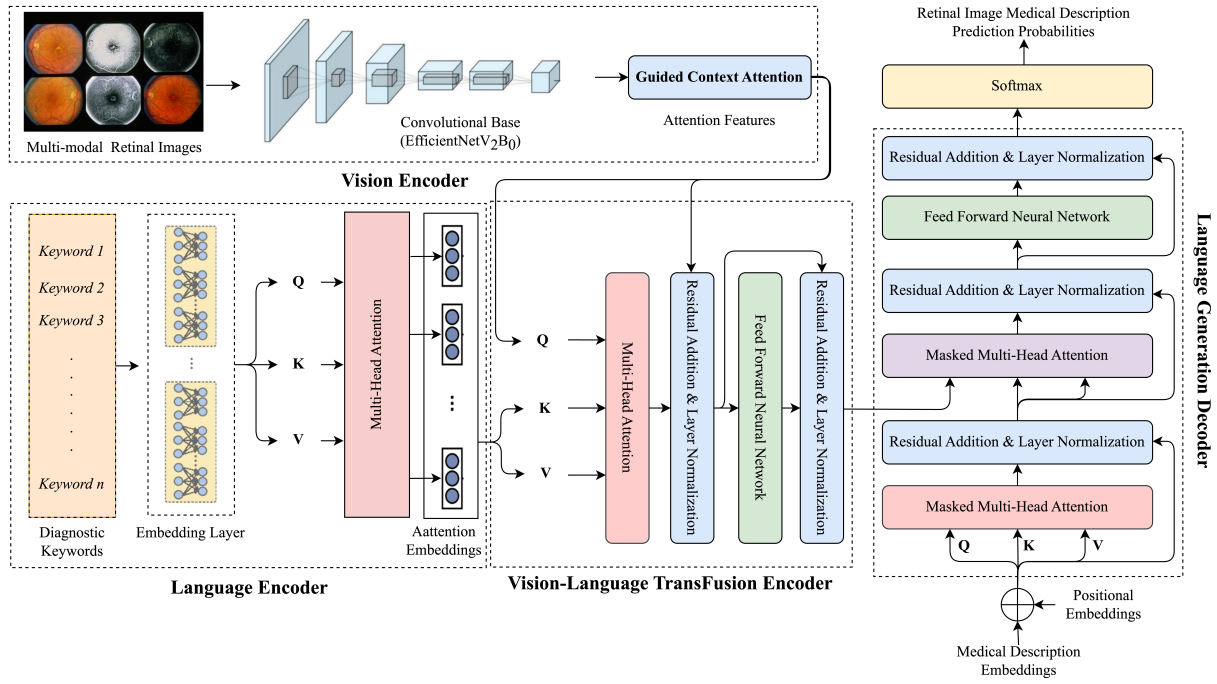 Multi-modal Retinal Images
Convolutional Base
(EfficientNetV2B0)
Guided Context Attention
Attention Features
Vision Encoder
Keyword 1
Keyword 2
Keyword 3
Keyword n
Diagnostic
Keywords
Embedding Layer
Q
K
V
Multi-Head Attention
Aattention
Embeddings
Language Encoder
Q
K
V
Multi-Head Attention
Residual Addition & Layer Normalization
Feed Forward Neural Network
Residual Addition & Layer Normalization
Vision-Language TransFusion Encoder
Retinal Image Medical Description
Prediction Probabilities
Softmax
Residual Addition & Layer Normalization
Feed Forward Neural Network
Residual Addition & Layer Normalization
Masked Multi-Head Attention
Residual Addition & Layer Normalization
Masked Multi-Head Attention
Q K V
Positional
Embeddings
Medical Description
Embeddings
Language Generation Decoder